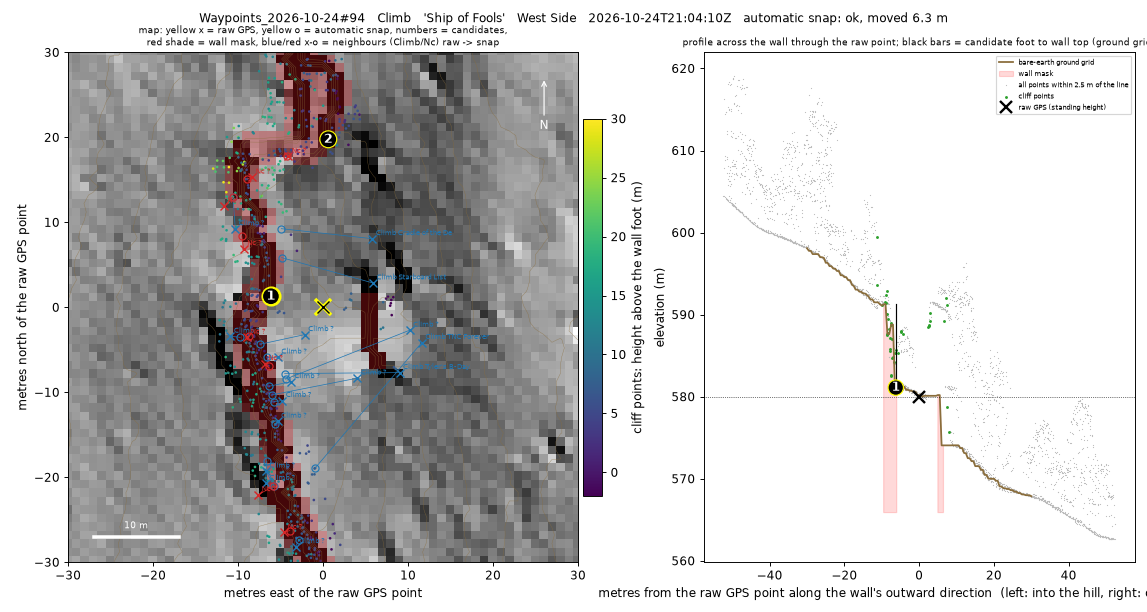 Waypoints_2026-10-24#94 Climb 'Ship of Fools' West Side 2026-10-24T21:04:10Z automatic snap: ok, moved 6.3 m
map: yellow x = raw GPS, yellow o = automatic snap, numbers = candidates,
red shade = wall mask, blue/red x-o = neighbours (Climb/Nc) raw -> snap
profile across the wall through the raw point; black bars = candidate foot to wall top (ground gri
bare-earth ground grid
wall mask
all points within 2.5 m of the line
cliff points
raw GPS (standing height)
N
2
1
Climb ?
Climb ?
Climb ?
Climb ?
Climb ?
10 m
30
20
10
0
−10
−20
−30
−30
−20
−10
0
10
20
30
metres east of the raw GPS point
metres north of the raw GPS point
30
25
20
15
10
5
0
cliff points: height above the wall foot (m)
1
620
610
600
590
580
570
560
elevation (m)
−40
−20
0
20
40
metres from the raw GPS point along the wall's outward direction (left: into the hill, right: